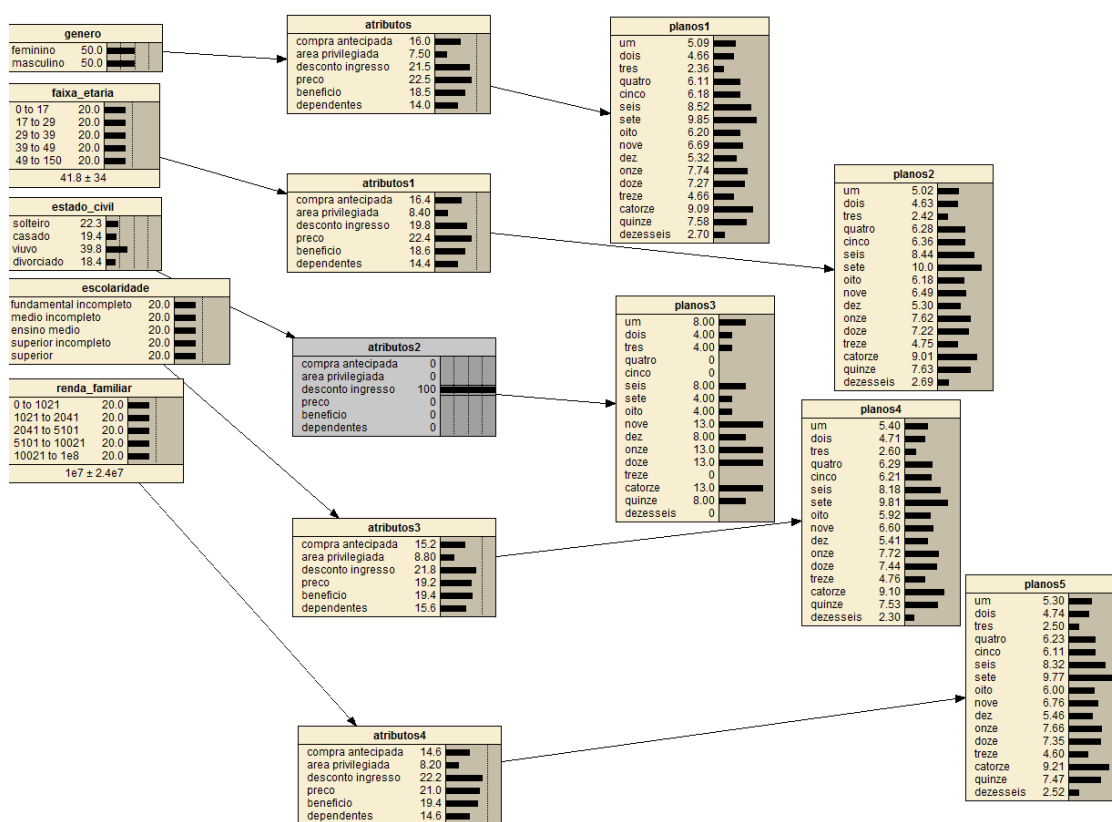 genero
feminino 50.0
masculino 50.0
faixa_etaria
0 to 17 20.0
17 to 29 20.0
29 to 39 20.0
39 to 49 20.0
49 to 150 20.0
41.8 ± 34
estado_civil
solteiro 22.3
casado 19.4
viuvo 39.8
divorciado 18.4
escolaridade
fundamental incompleto 20.0
medio incompleto 20.0
ensino medio 20.0
superior incompleto 20.0
superior 20.0
renda_familiar
0 to 1021 20.0
1021 to 2041 20.0
2041 to 5101 20.0
5101 to 10021 20.0
10021 to 1e8 20.0
1e7 ± 2.4e7
atributos
compra antecipada 16.0
area privilegiada 7.50
desconto ingresso 21.5
preco 22.5
beneficio 18.5
dependentes 14.0
atributos1
compra antecipada 16.4
area privilegiada 8.40
desconto ingresso 19.8
preco 22.4
beneficio 18.6
dependentes 14.4
atributos2
compra antecipada 0
area privilegiada 0
desconto ingresso 100
preco 0
beneficio 0
dependentes 0
atributos3
compra antecipada 15.2
area privilegiada 8.80
desconto ingresso 21.8
preco 19.2
beneficio 19.4
dependentes 15.6
atributos4
compra antecipada 14.6
area privilegiada 8.20
desconto ingresso 22.2
preco 21.0
beneficio 19.4
dependentes 14.6
planos1
um 5.09
dois 4.66
tres 2.36
quatro 6.11
cinco 6.18
seis 8.52
sete 9.85
oito 6.20
nove 6.69
dez 5.32
onze 7.74
doze 7.27
treze 4.66
catorze 9.09
quinze 7.58
dezesseis 2.70
planos2
um 5.02
dois 4.63
tres 2.42
quatro 6.28
cinco 6.36
seis 8.44
sete 10.0
oito 6.18
nove 6.49
dez 5.30
onze 7.62
doze 7.22
treze 4.75
catorze 9.01
quinze 7.63
dezesseis 2.69
planos3
um 8.00
dois 4.00
tres 4.00
quatro 0
cinco 0
seis 8.00
sete 4.00
oito 4.00
nove 13.0
dez 8.00
onze 13.0
doze 13.0
treze 0
catorze 13.0
quinze 8.00
dezesseis 0
planos4
um 5.40
dois 4.71
tres 2.60
quatro 6.29
cinco 6.21
seis 8.18
sete 9.81
oito 5.92
nove 6.60
dez 5.41
onze 7.72
doze 7.44
treze 4.76
catorze 9.10
quinze 7.53
dezesseis 2.30
planos5
um 5.30
dois 4.74
tres 2.50
quatro 6.23
cinco 6.11
seis 8.32
sete 9.77
oito 6.00
nove 6.76
dez 5.46
onze 7.66
doze 7.35
treze 4.60
catorze 9.21
quinze 7.47
dezesseis 2.52